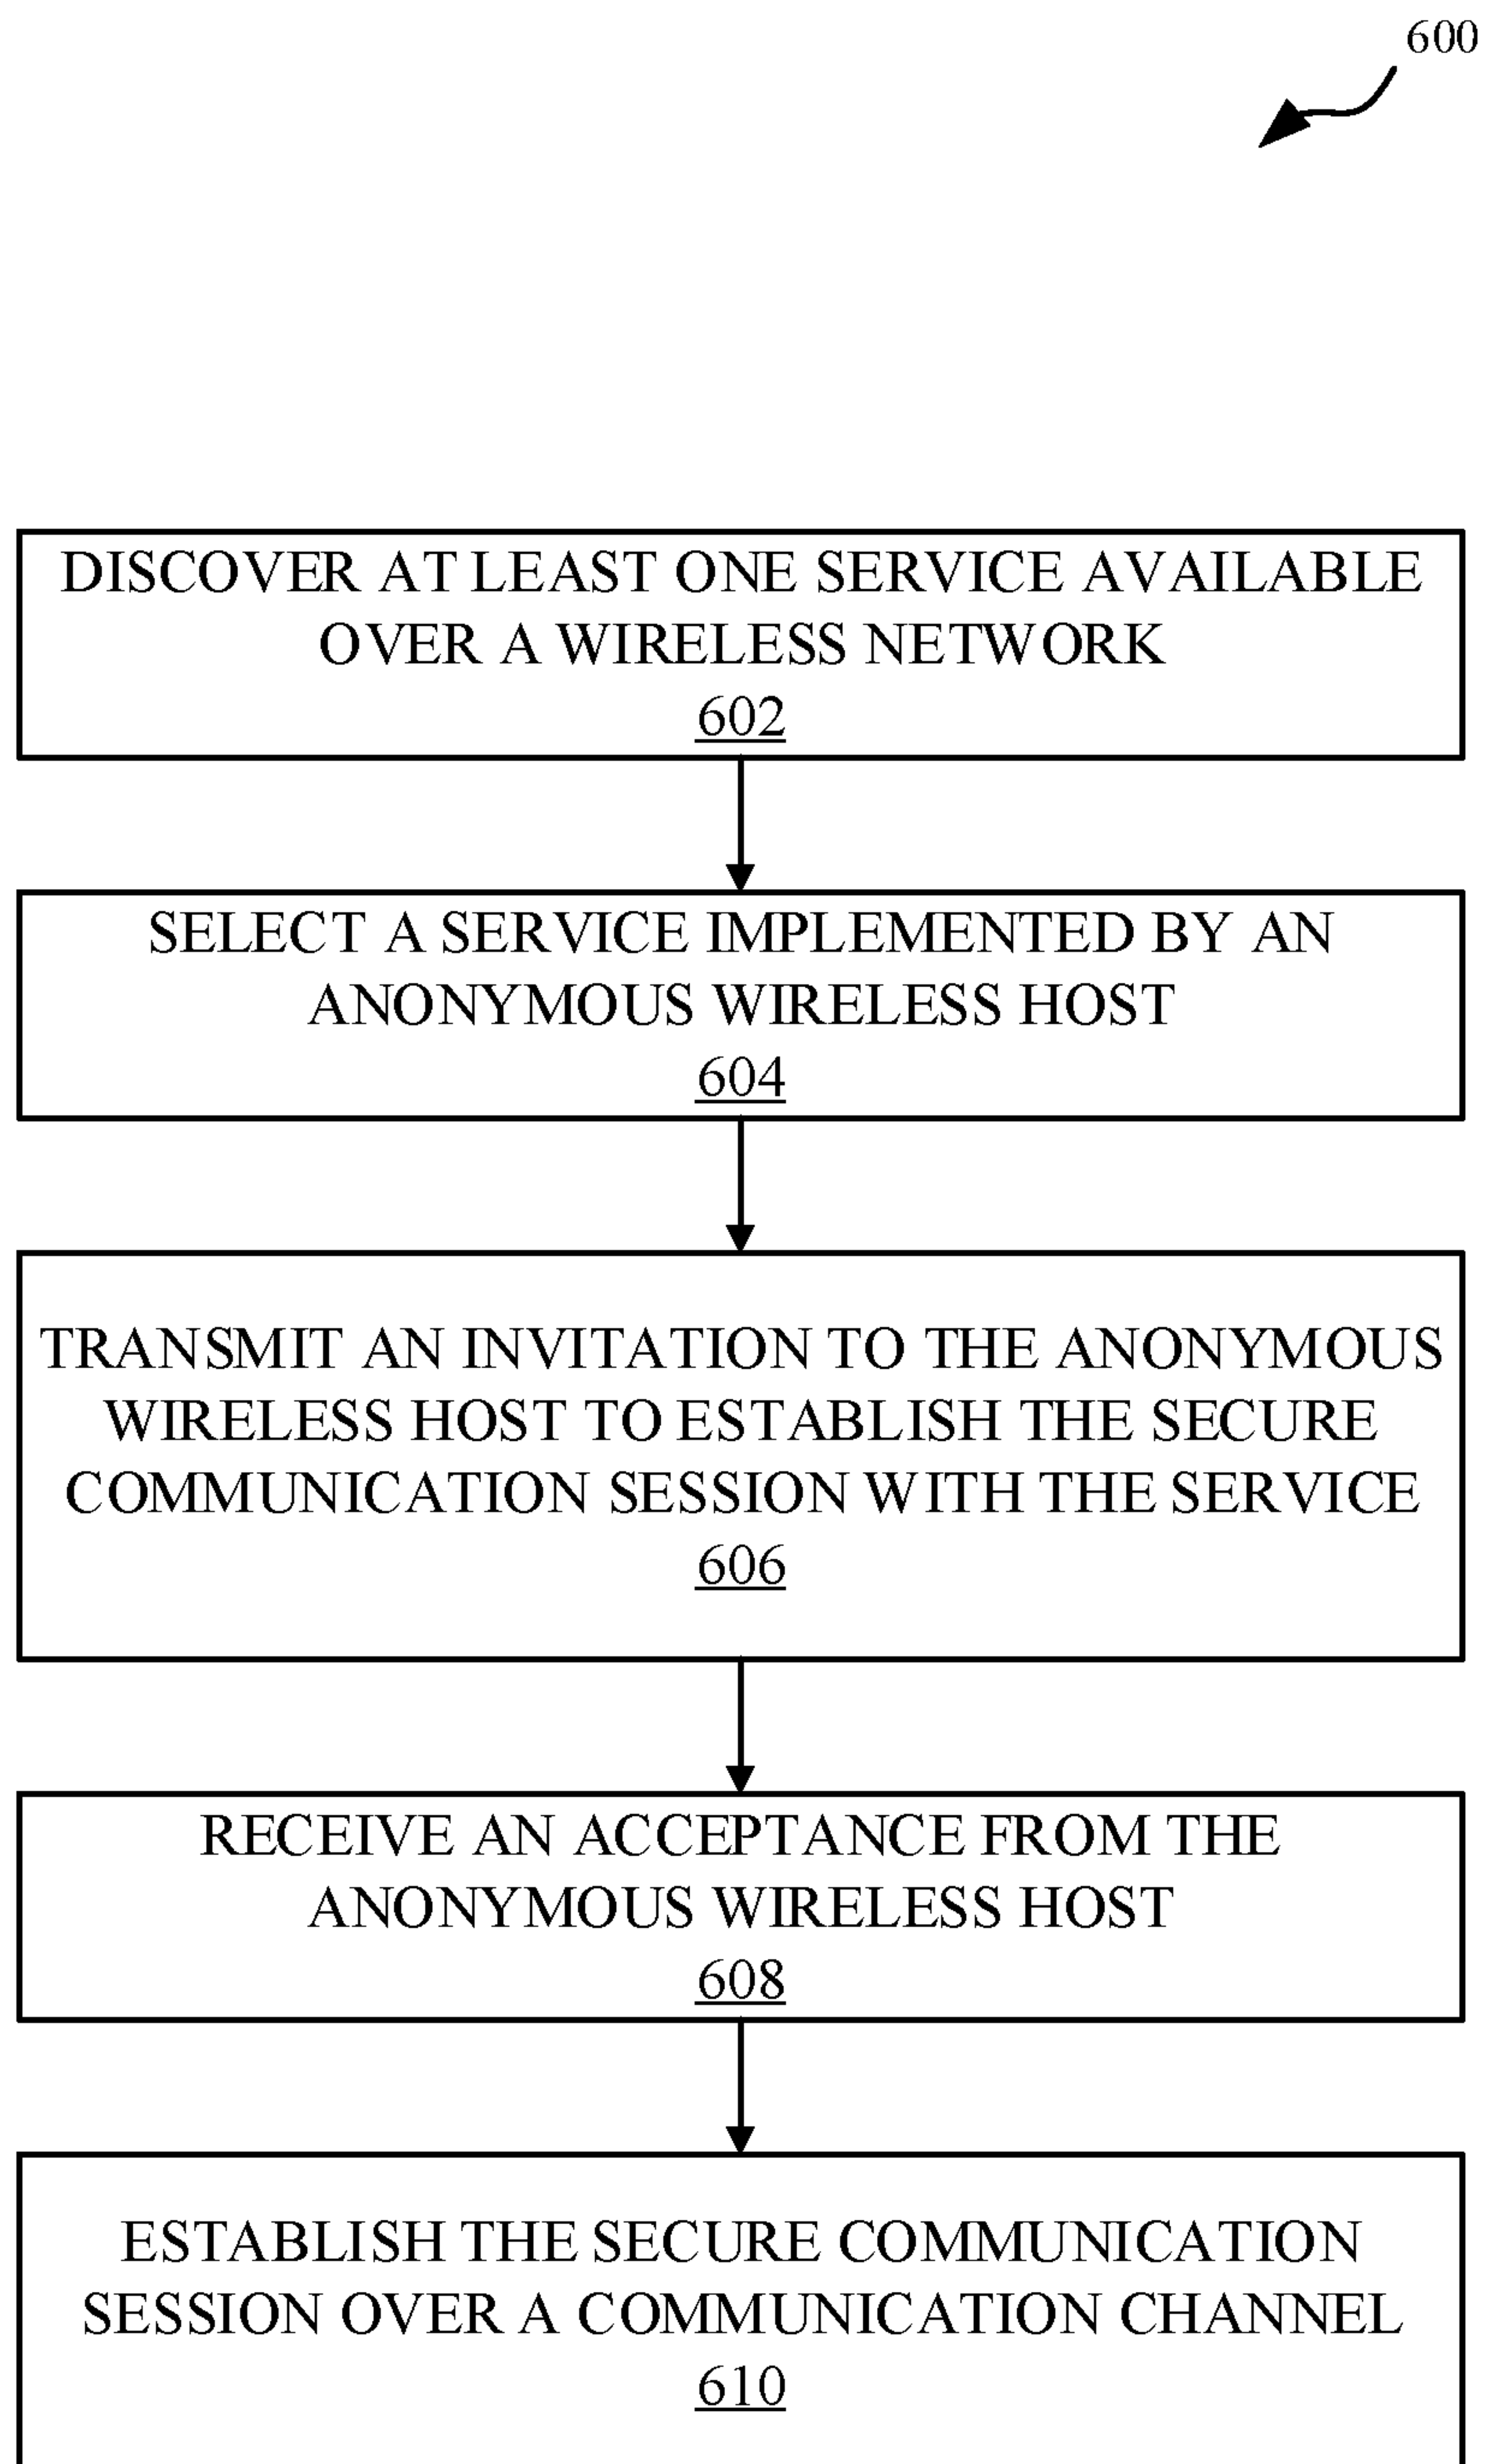 600
DISCOVER AT LEAST ONE SERVICE AVAILABLE
OVER A WIRELESS NETWORK
602
SELECT A SERVICE IMPLEMENTED BY AN
ANONYMOUS WIRELESS HOST
604
TRANSMIT AN INVITATION TO THE ANONYMOUS
WIRELESS HOST TO ESTABLISH THE SECURE
COMMUNICATION SESSION WITH THE SERVICE
606
RECEIVE AN ACCEPTANCE FROM THE
ANONYMOUS WIRELESS HOST
608
ESTABLISH THE SECURE COMMUNICATION
SESSION OVER A COMMUNICATION CHANNEL
610